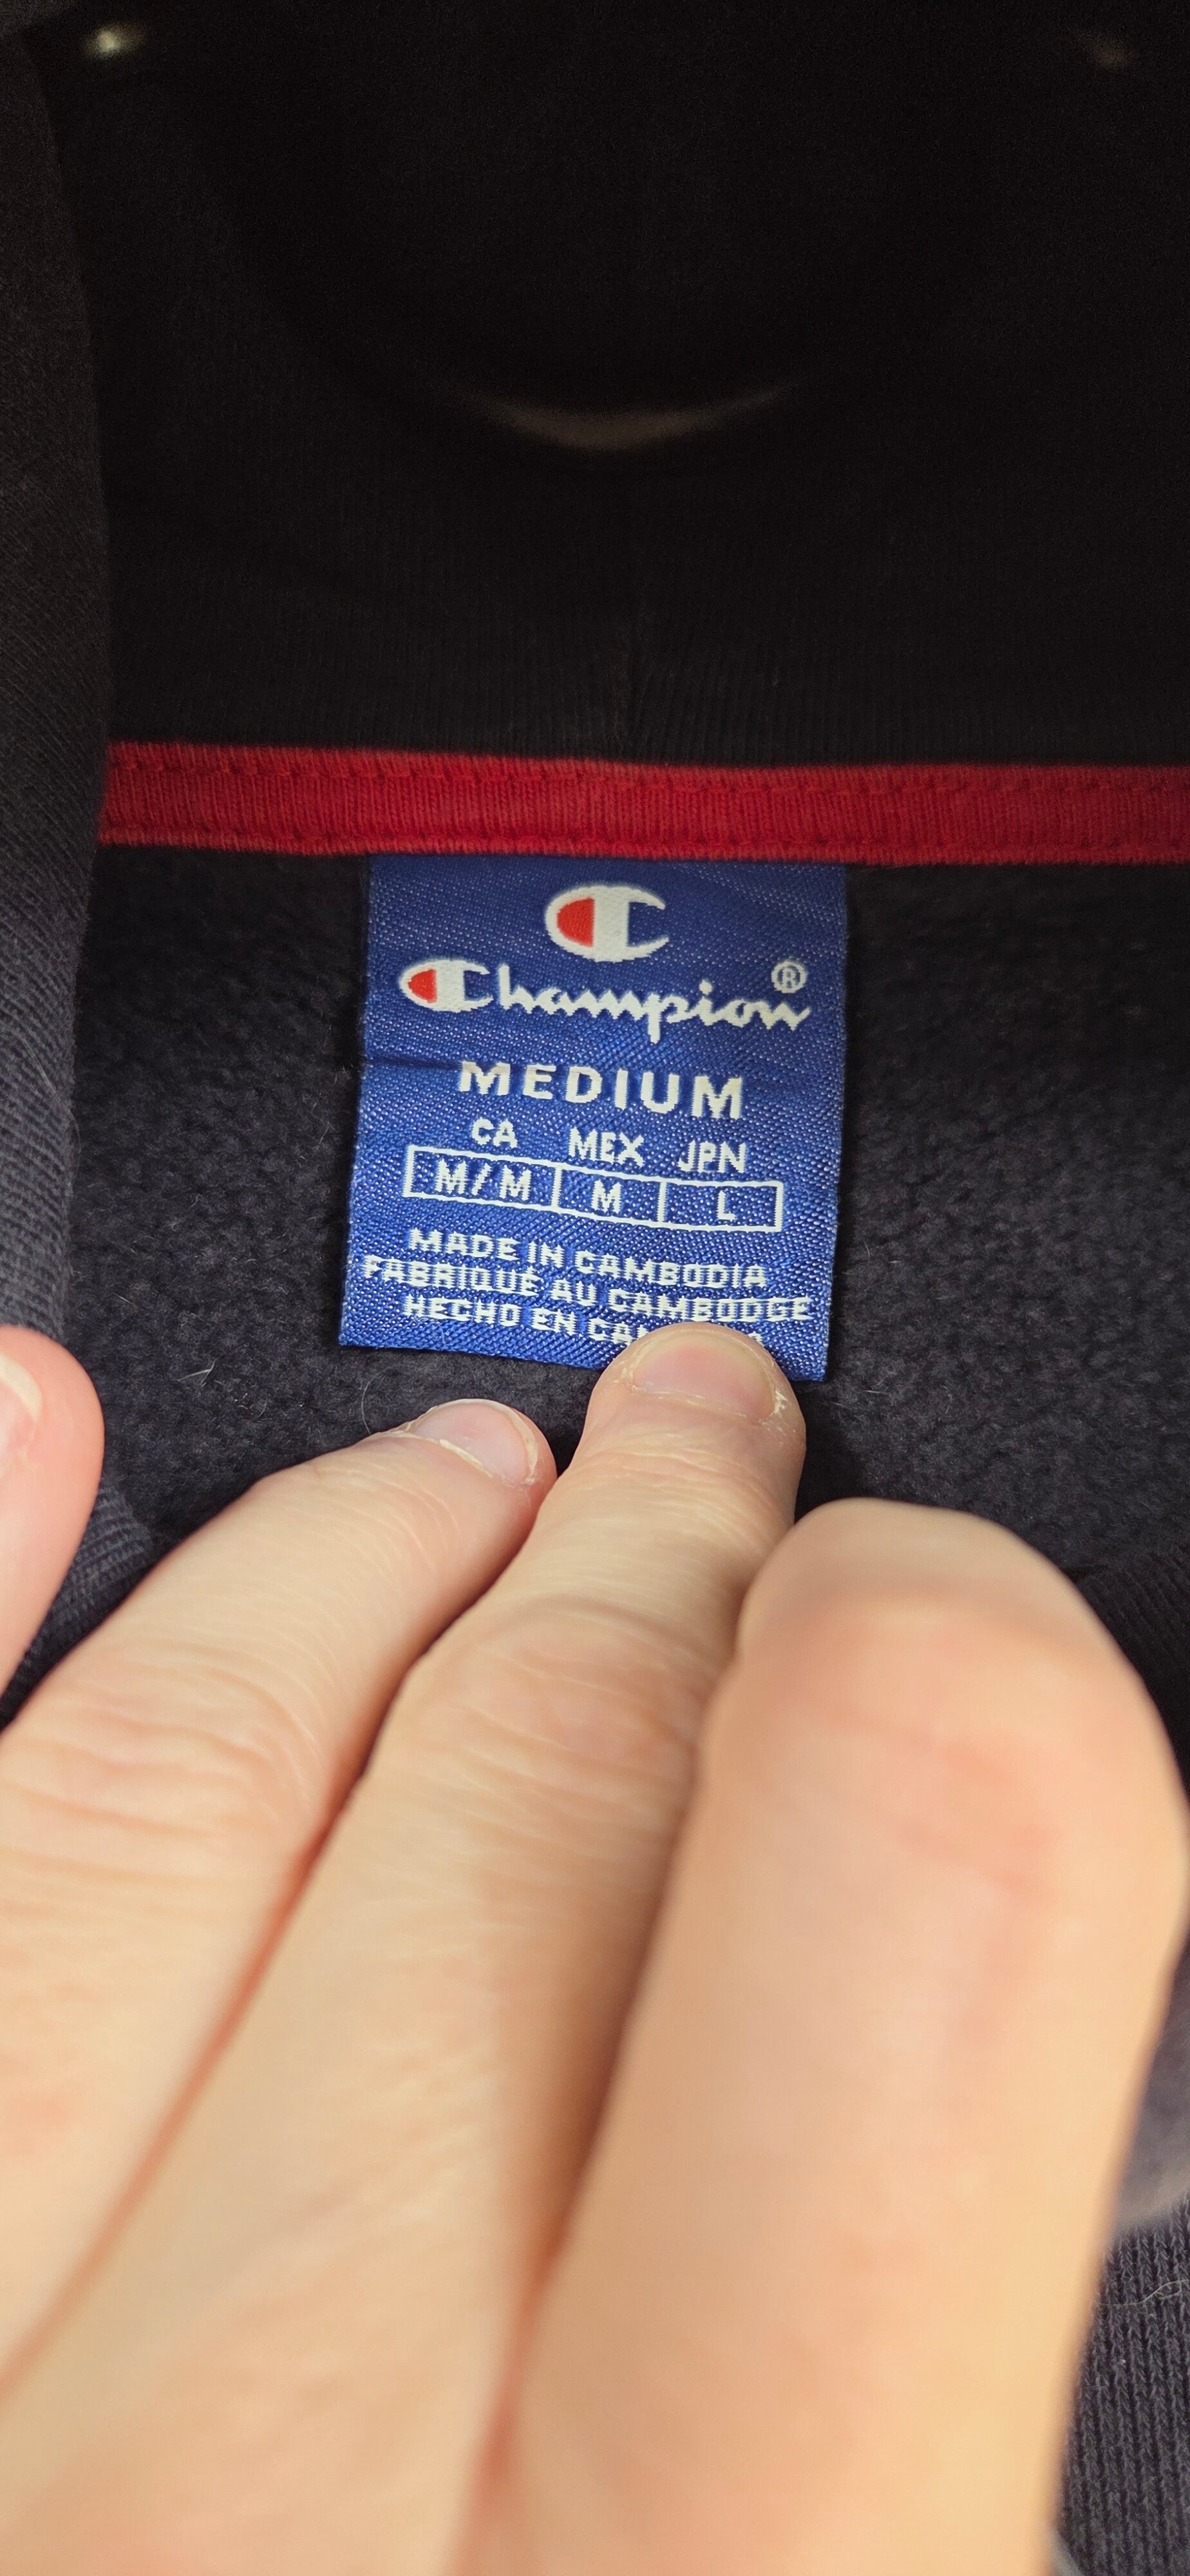 Champion®
MEDIUM
CA MEX JPN
M/M M L
MADE IN CAMBODIA
FABRIQUÉ AU CAMBODGE
HECHO EN